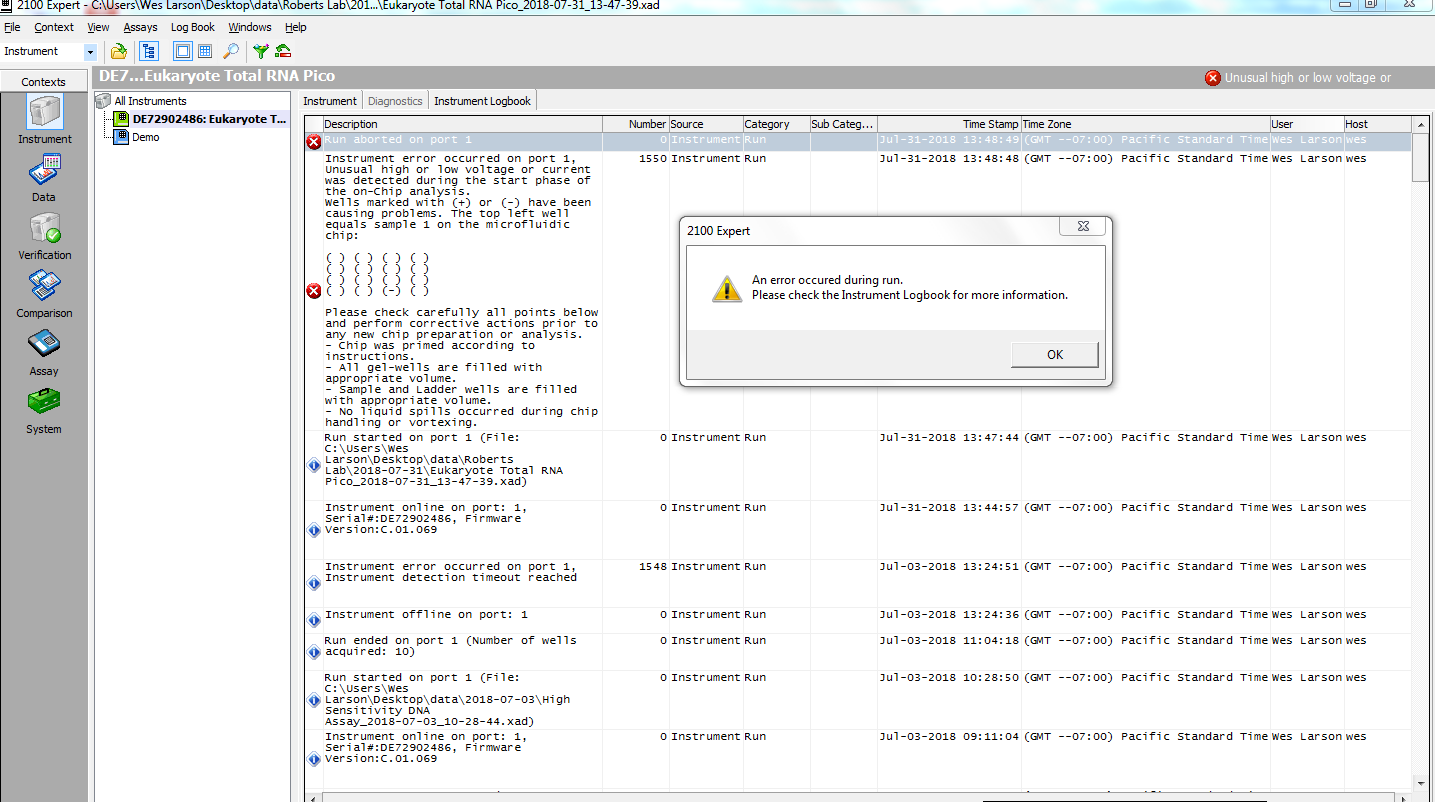 2100 Expert - C:\Users\Wes Larson\Desktop\data\Roberts Lab\201...\Eukaryote Total RNA Pico_2018-07-31_13-47-39.xad
File Context View Assays Log Book Windows Help
Instrument
Contexts
DE7...Eukaryote Total RNA Pico
Unusual high or low voltage or
Instrument
Data
Verification
Comparison
Assay
System
All Instruments
DE72902486: Eukaryote T...
Demo
Instrument Diagnostics Instrument Logbook
Description Number Source Category Sub Categ... Time Stamp Time Zone User Host
Run aborted on port 1 0 Instrument Run Jul-31-2018 13:48:49 (GMT --07:00) Pacific Standard Time Wes Larson wes
Instrument error occurred on port 1, 1550 Instrument Run Jul-31-2018 13:48:48 (GMT --07:00) Pacific Standard Time Wes Larson wes
Unusual high or low voltage or current
was detected during the start phase of
the on-Chip analysis.
Wells marked with (+) or (-) have been
causing problems. The top left well
equals sample 1 on the microfluidic
chip:
( ) ( ) ( ) ( )
( ) ( ) ( ) ( )
( ) ( ) ( ) ( )
( ) ( ) (-) ( )
Please check carefully all points below
and perform corrective actions prior to
any new chip preparation or analysis.
- Chip was primed according to
instructions.
- All gel-wells are filled with
appropriate volume.
- Sample and Ladder wells are filled
with appropriate volume.
- No liquid spills occurred during chip
handling or vortexing.
Run started on port 1 (File: 0 Instrument Run Jul-31-2018 13:47:44 (GMT --07:00) Pacific Standard Time Wes Larson wes
C:\Users\Wes
Larson\Desktop\data\Roberts
Lab\2018-07-31\Eukaryote Total RNA
Pico_2018-07-31_13-47-39.xad)
Instrument online on port: 1, 0 Instrument Run Jul-31-2018 13:44:57 (GMT --07:00) Pacific Standard Time Wes Larson wes
Serial#:DE72902486, Firmware
Version:C.01.069
Instrument error occurred on port 1, 1548 Instrument Run Jul-03-2018 13:24:51 (GMT --07:00) Pacific Standard Time Wes Larson wes
Instrument detection timeout reached
Instrument offline on port: 1 0 Instrument Run Jul-03-2018 13:24:36 (GMT --07:00) Pacific Standard Time Wes Larson wes
Run ended on port 1 (Number of wells 0 Instrument Run Jul-03-2018 11:04:18 (GMT --07:00) Pacific Standard Time Wes Larson wes
acquired: 10)
Run started on port 1 (File: 0 Instrument Run Jul-03-2018 10:28:50 (GMT --07:00) Pacific Standard Time Wes Larson wes
C:\Users\Wes
Larson\Desktop\data\2018-07-03\High
Sensitivity DNA
Assay_2018-07-03_10-28-44.xad)
Instrument online on port: 1, 0 Instrument Run Jul-03-2018 09:11:04 (GMT --07:00) Pacific Standard Time Wes Larson wes
Serial#:DE72902486, Firmware
Version:C.01.069
2100 Expert
An error occured during run.
Please check the Instrument Logbook for more information.
OK